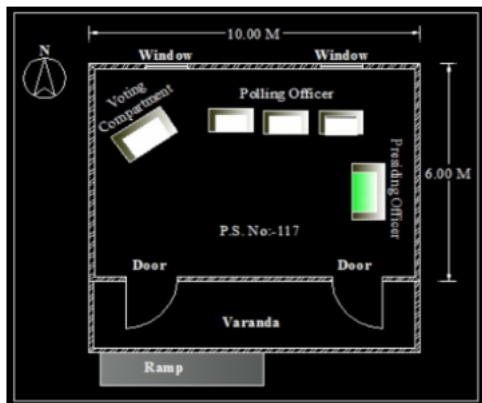 10.00 M
N
Window
Window
Voting
Compartment
Polling Officer
Presiding Officer
6.00 M
P.S. No:-117
Door
Door
Varanda
Ramp